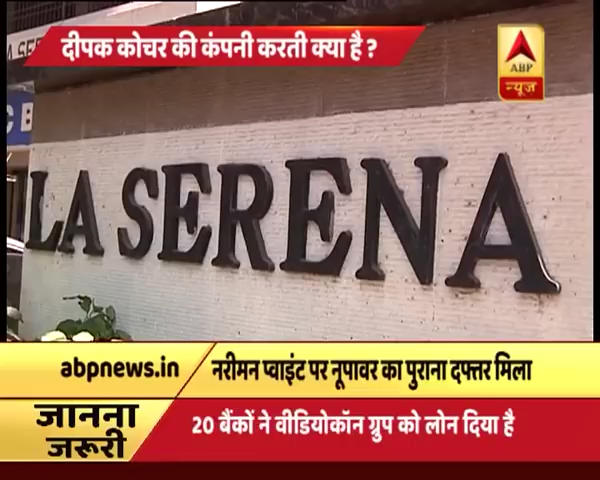 दीपक कोचर की कंपनी करती क्या है ?
ABP
न्यूज़
LA SERENA
abpnews.in
नरीमन प्वाइंट पर नूपावर का पुराना दफ्तर मिला
जानना
जरूरी
20 बैंकों ने वीडियोकॉन ग्रुप को लोन दिया है